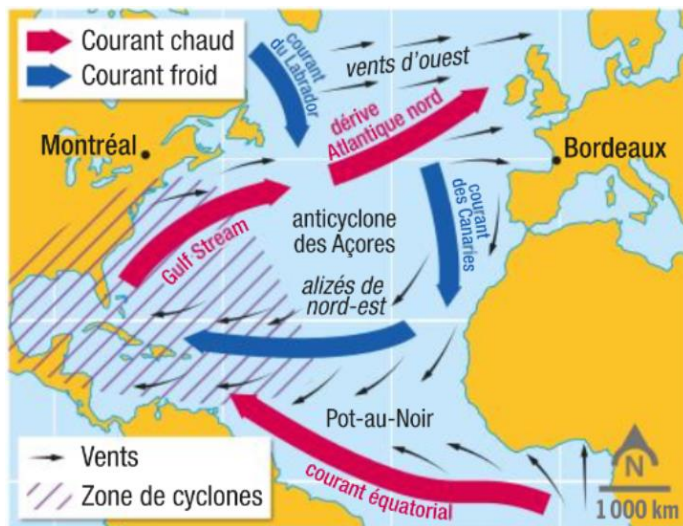 Courant chaud
Courant froid
courant
du Labrador
vents d'ouest
dérive
Atlantique nord
Montréal
Bordeaux
courant
des Canaries
Gulf Stream
anticyclone
des Açores
alizés de
nord-est
Pot-au-Noir
courant équatorial
Vents
Zone de cyclones
N
1 000 km